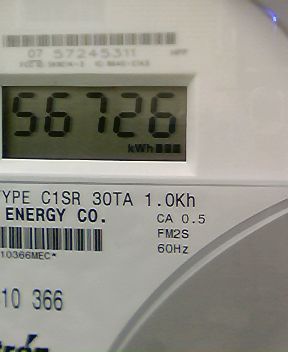 07 57245311
56726
kWh
TYPE C1SR 30TA 1.0Kh
ENERGY CO.
CA 0.5
FM2S
60Hz
10366MEC*
10 366